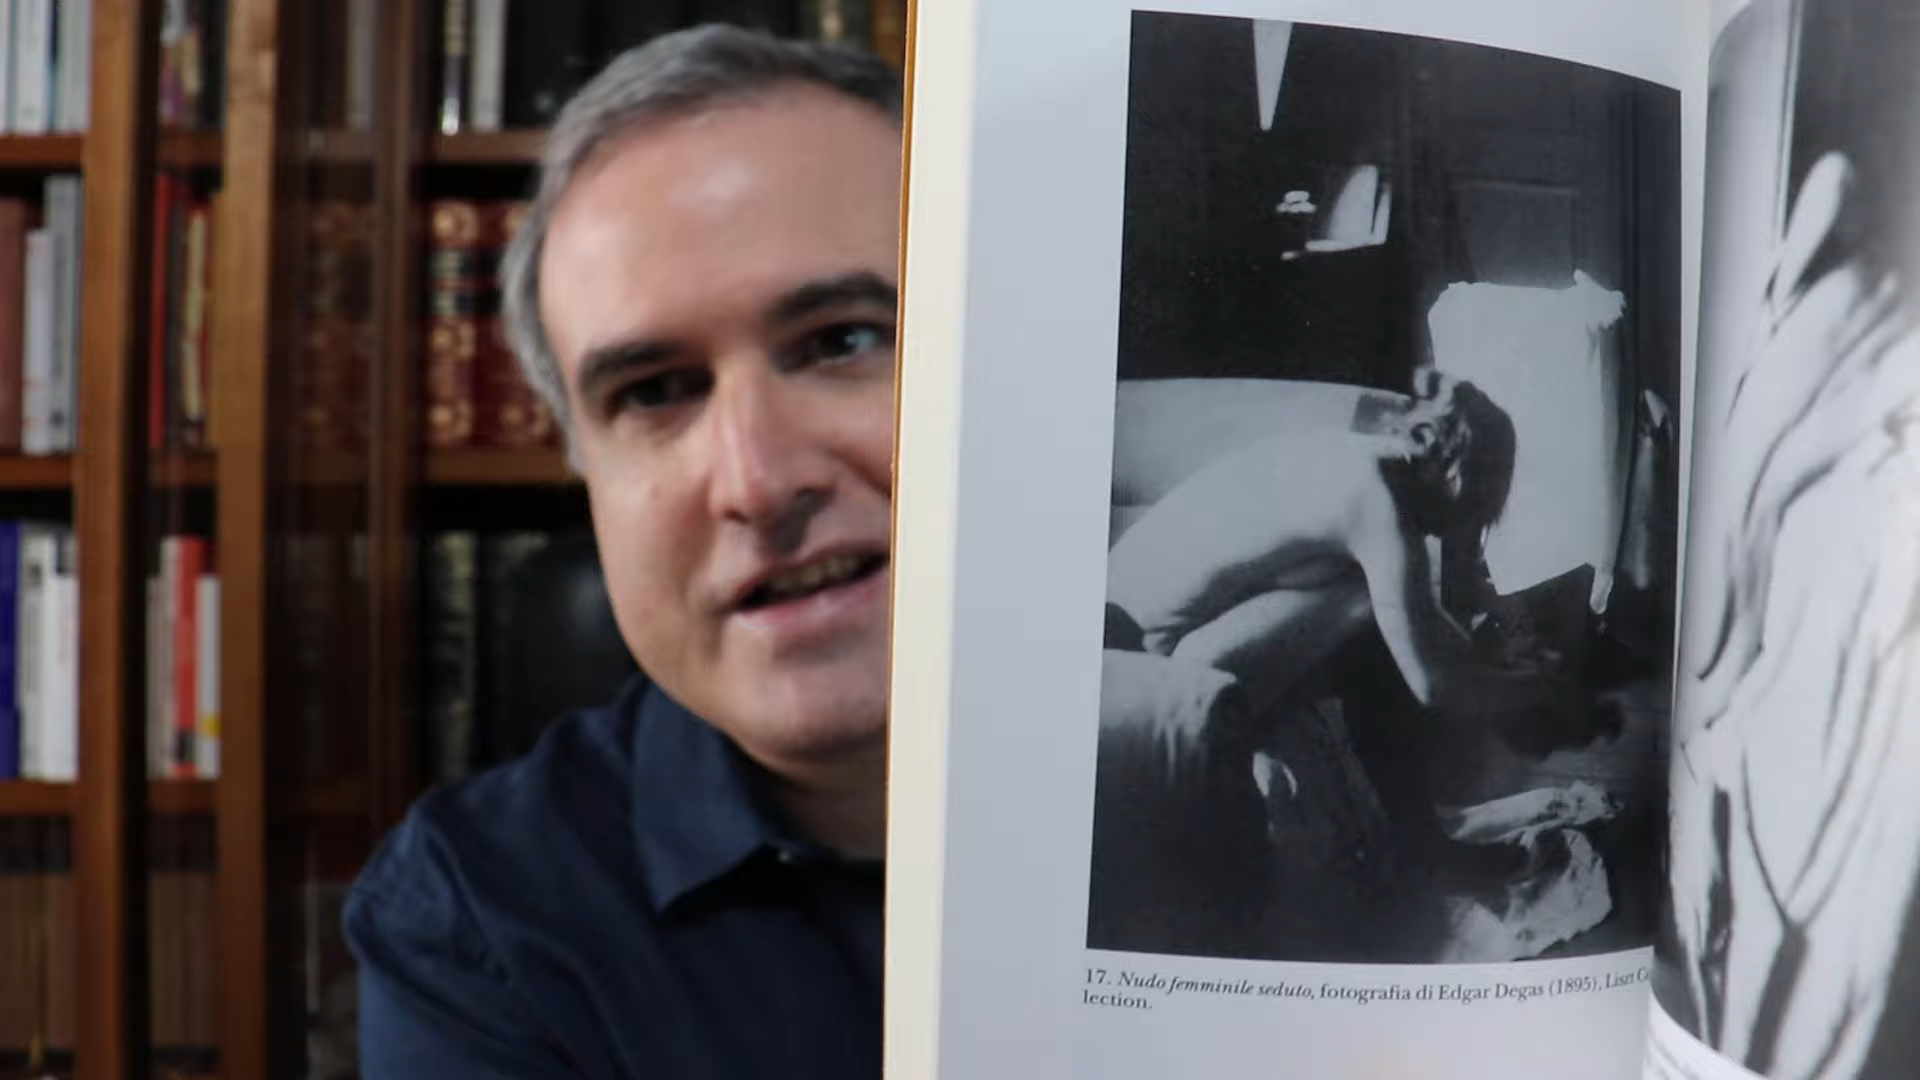 17. Nudo femminile seduto, fotografia di Edgar Degas (1895), Liszt
lection.